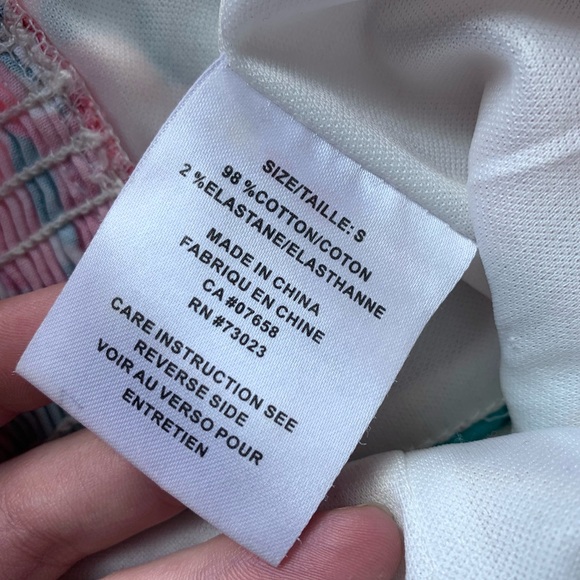 SIZE/TAILLE: S
98 %COTTON/COTON
2 %ELASTANE/ELASTHANNE
MADE IN CHINA
FABRIQU EN CHINE
CA #07658
RN #73023
CARE INSTRUCTION SEE
REVERSE SIDE
VOIR AU VERSO POUR
ENTRETIEN